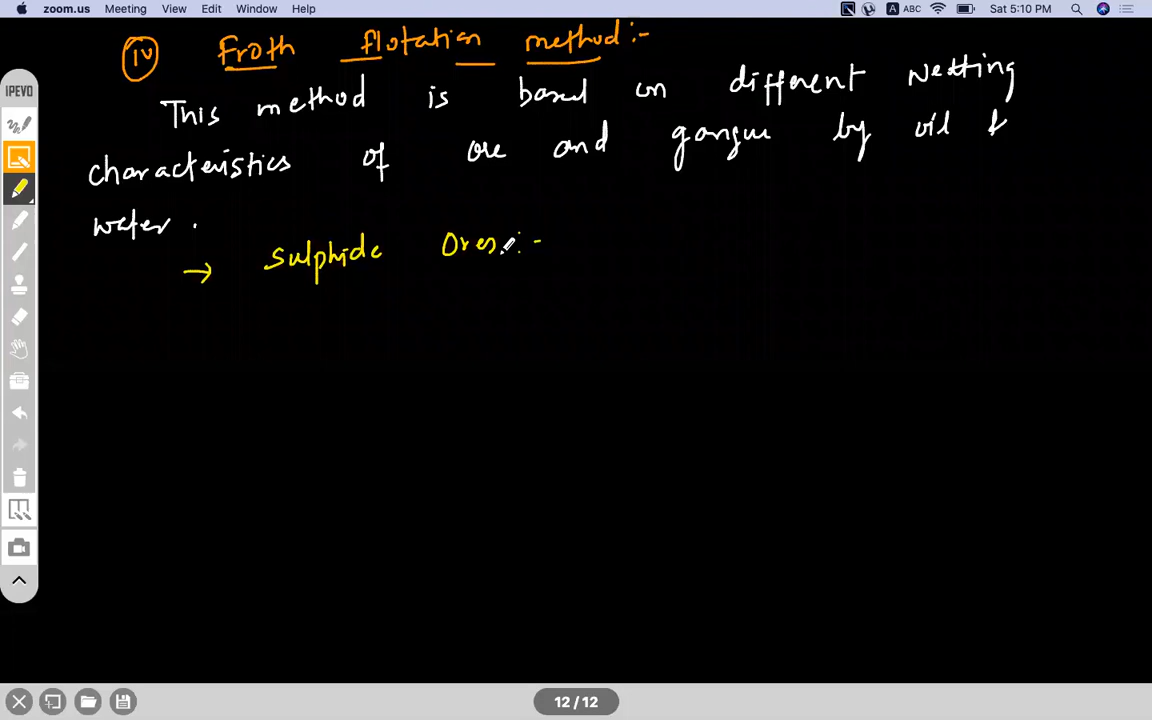 zoom.us Meeting View Edit Window Help A ABC Sat 5:10 PM
iv Froth flotation method:-
IPEVO
This method is based on different wetting
characteristics of ore and gangue by oil &
water.
→ Sulphide Ores:-
12/12